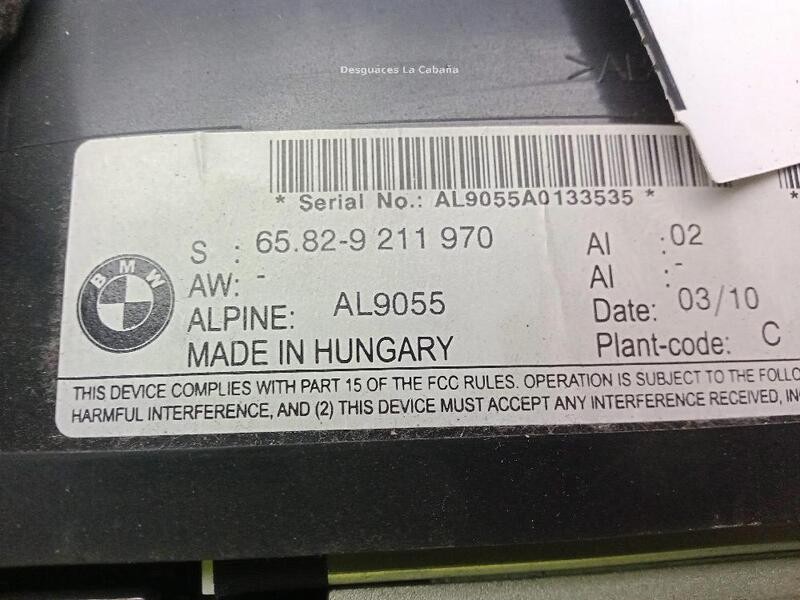 Desguaces La Cabaña
* Serial No.: AL9055A0133535 *
S : 65.82-9 211 970
AI :02
AW: -
AI :-
ALPINE: AL9055
Date: 03/10
MADE IN HUNGARY
Plant-code: C
BMW
THIS DEVICE COMPLIES WITH PART 15 OF THE FCC RULES. OPERATION IS SUBJECT TO THE
HARMFUL INTERFERENCE, AND (2) THIS DEVICE MUST ACCEPT ANY INTERFERENCE RECEIVED,